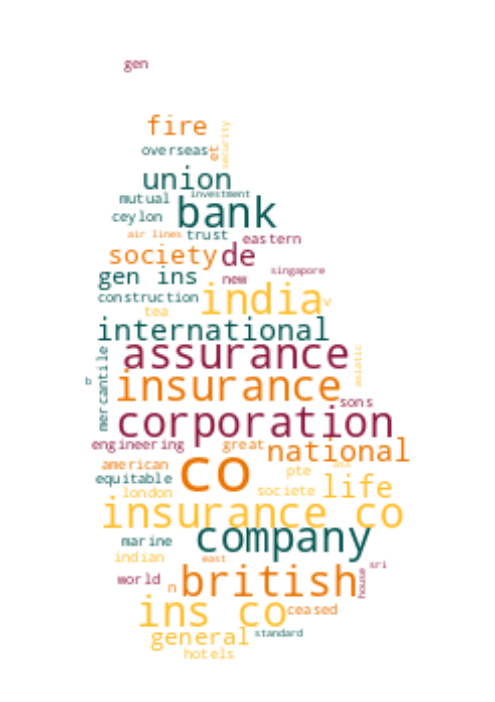 gen
fire
security
overseas et
union
investment
mutual
bank
ceylon
air lines trust
eastern
society de
singapore
gen ins
new
construction
india v
tea
international
assurance
asiatic
mercantile
b
insurance
sons
corporation
engineering great
national
american
co
pte
equitable
life
london
societe
insurance co
marine
company
indian
east
sri
world
n
british
house
ins co
ceased
general
standard
hotels